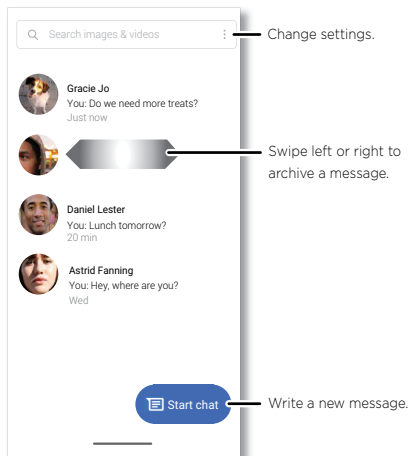 Search images & videos
Change settings.
Gracie Jo
You: Do we need more treats?
Just now
Swipe left or right to
archive a message.
Daniel Lester
You: Lunch tomorrow?
20 min
Astrid Fanning
You: Hey, where are you?
Wed
Start chat
Write a new message.